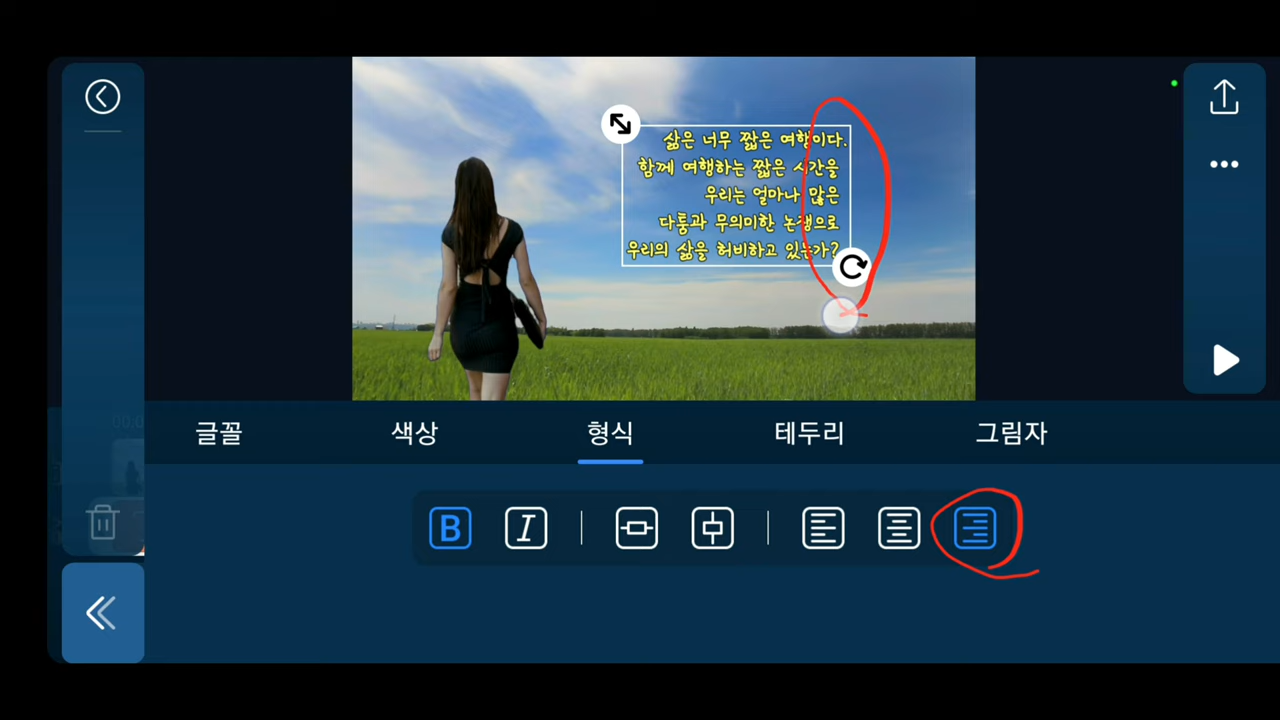 삶은 너무 짧은 여행이다.
함께 여행하는 짧은 시간을
우리는 얼마나 많은
다툼과 무의미한 논쟁으로
우리의 삶을 허비하고 있는가?
글꼴 색상 형식 테두리 그림자
B I